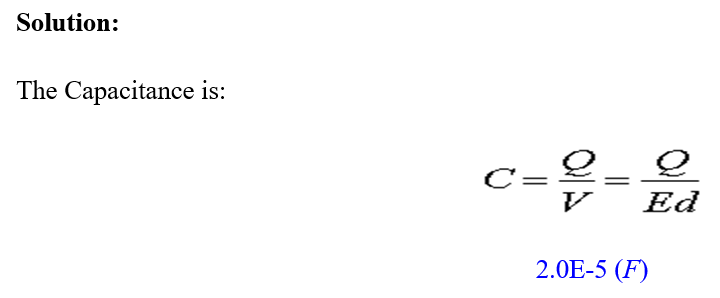 Solution:
The Capacitance is:
C = Q/V = Q/Ed
2.0E-5 (F)